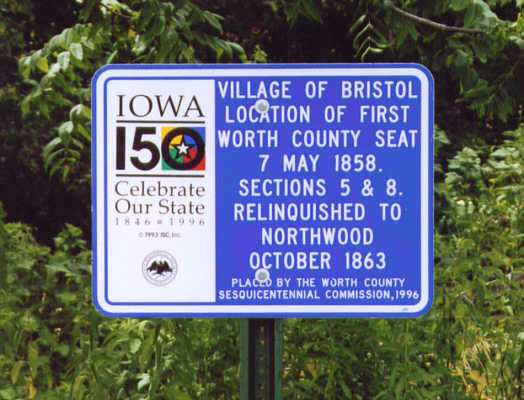 IOWA
150
Celebrate
Our State
1846 ▪ 1996
© 1993 ISC, Inc.
VILLAGE OF BRISTOL
LOCATION OF FIRST
WORTH COUNTY SEAT
7 MAY 1858.
SECTIONS 5 & 8.
RELINQUISHED TO
NORTHWOOD
OCTOBER 1863
PLACED BY THE WORTH COUNTY
SESQUICENTENNIAL COMMISSION,1996